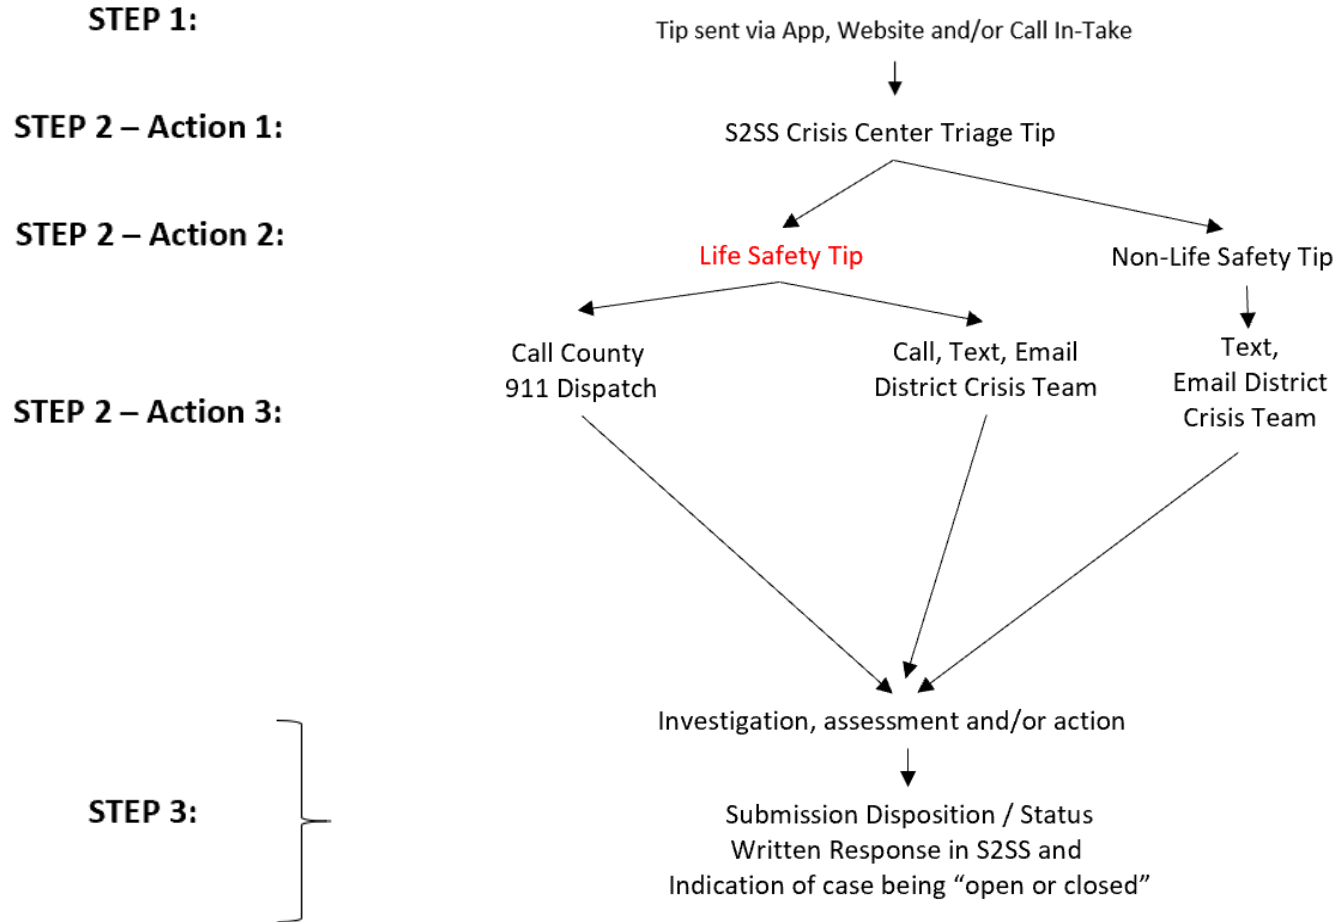 STEP 1:
Tip sent via App, Website and/or Call In-Take
STEP 2 – Action 1:
S2SS Crisis Center Triage Tip
STEP 2 – Action 2:
Life Safety Tip
Non-Life Safety Tip
STEP 2 – Action 3:
Call County
911 Dispatch
Call, Text, Email
District Crisis Team
Text,
Email District
Crisis Team
STEP 3:
Investigation, assessment and/or action
Submission Disposition / Status
Written Response in S2SS and
Indication of case being “open or closed”